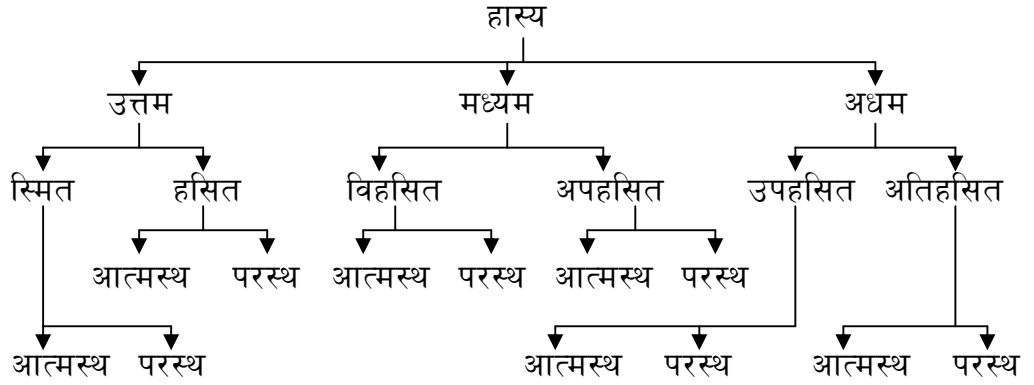 हास्य
उत्तम मध्यम अधम
स्मित हसित विहसित अपहसित उपहसित अतिहसित
आत्मस्थ परस्थ आत्मस्थ परस्थ आत्मस्थ परस्थ
आत्मस्थ परस्थ आत्मस्थ परस्थ आत्मस्थ परस्थ